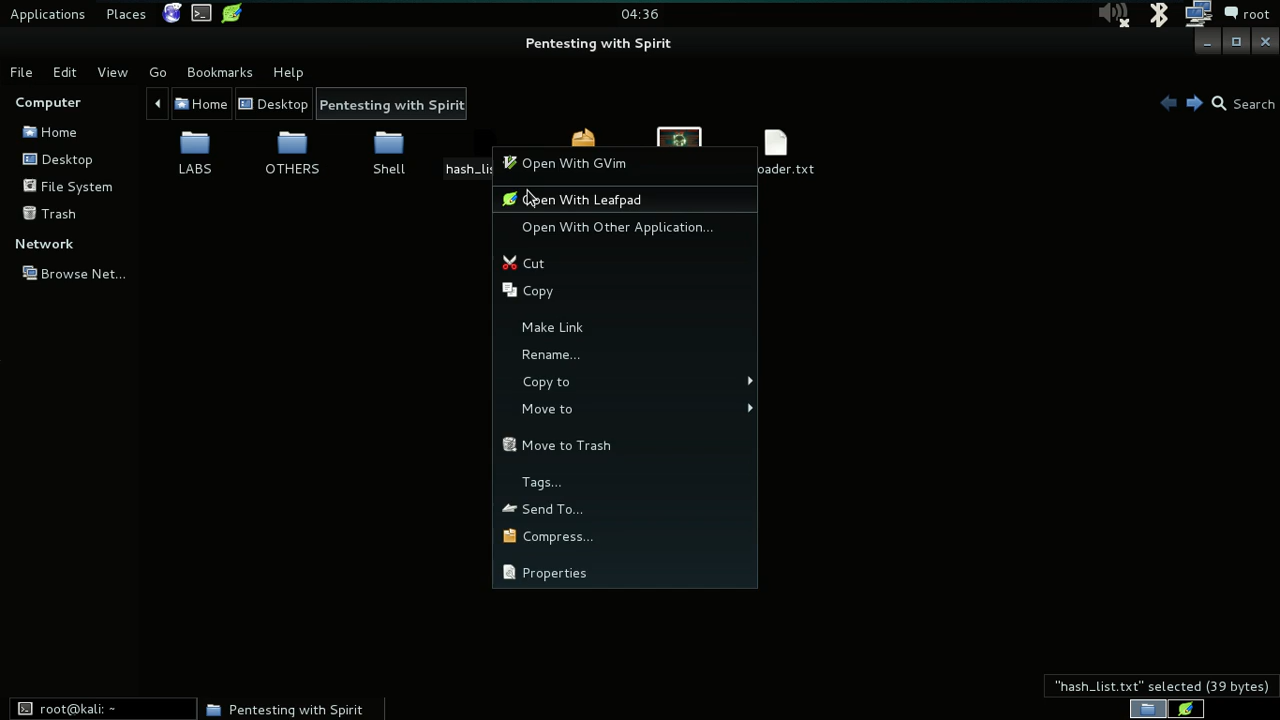 Applications Places 04:36 root
Pentesting with Spirit
File Edit View Go Bookmarks Help
Computer
Home Desktop Pentesting with Spirit Search
Home
Desktop
File System
Trash
Network
Browse Net...
LABS OTHERS Shell hash_lis oader.txt
Open With GVim
Open With Leafpad
Open With Other Application...
Cut
Copy
Make Link
Rename...
Copy to
Move to
Move to Trash
Tags...
Send To...
Compress...
Properties
"hash_list.txt" selected (39 bytes)
root@kali: ~ Pentesting with Spirit